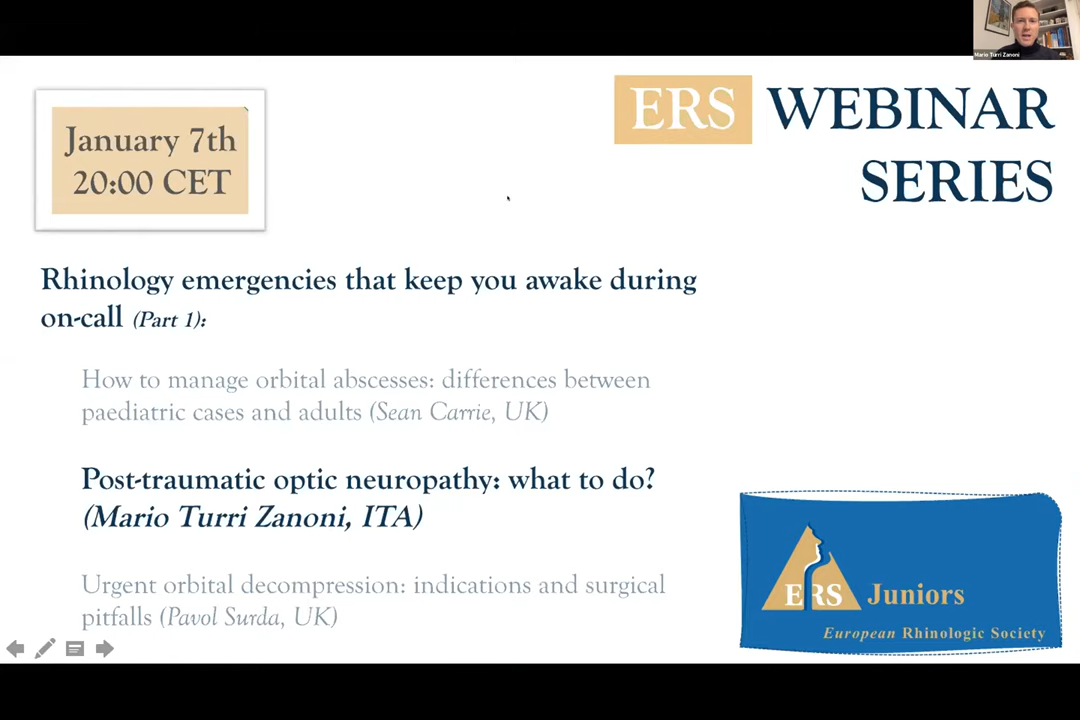 Mario Turri Zanoni
January 7th
20:00 CET
ERS WEBINAR
SERIES
Rhinology emergencies that keep you awake during
on-call (Part 1):
How to manage orbital abscesses: differences between
paediatric cases and adults (Sean Carrie, UK)
Post-traumatic optic neuropathy: what to do?
(Mario Turri Zanoni, ITA)
Urgent orbital decompression: indications and surgical
pitfalls (Pavol Surda, UK)
ERS Juniors
European Rhinologic Society